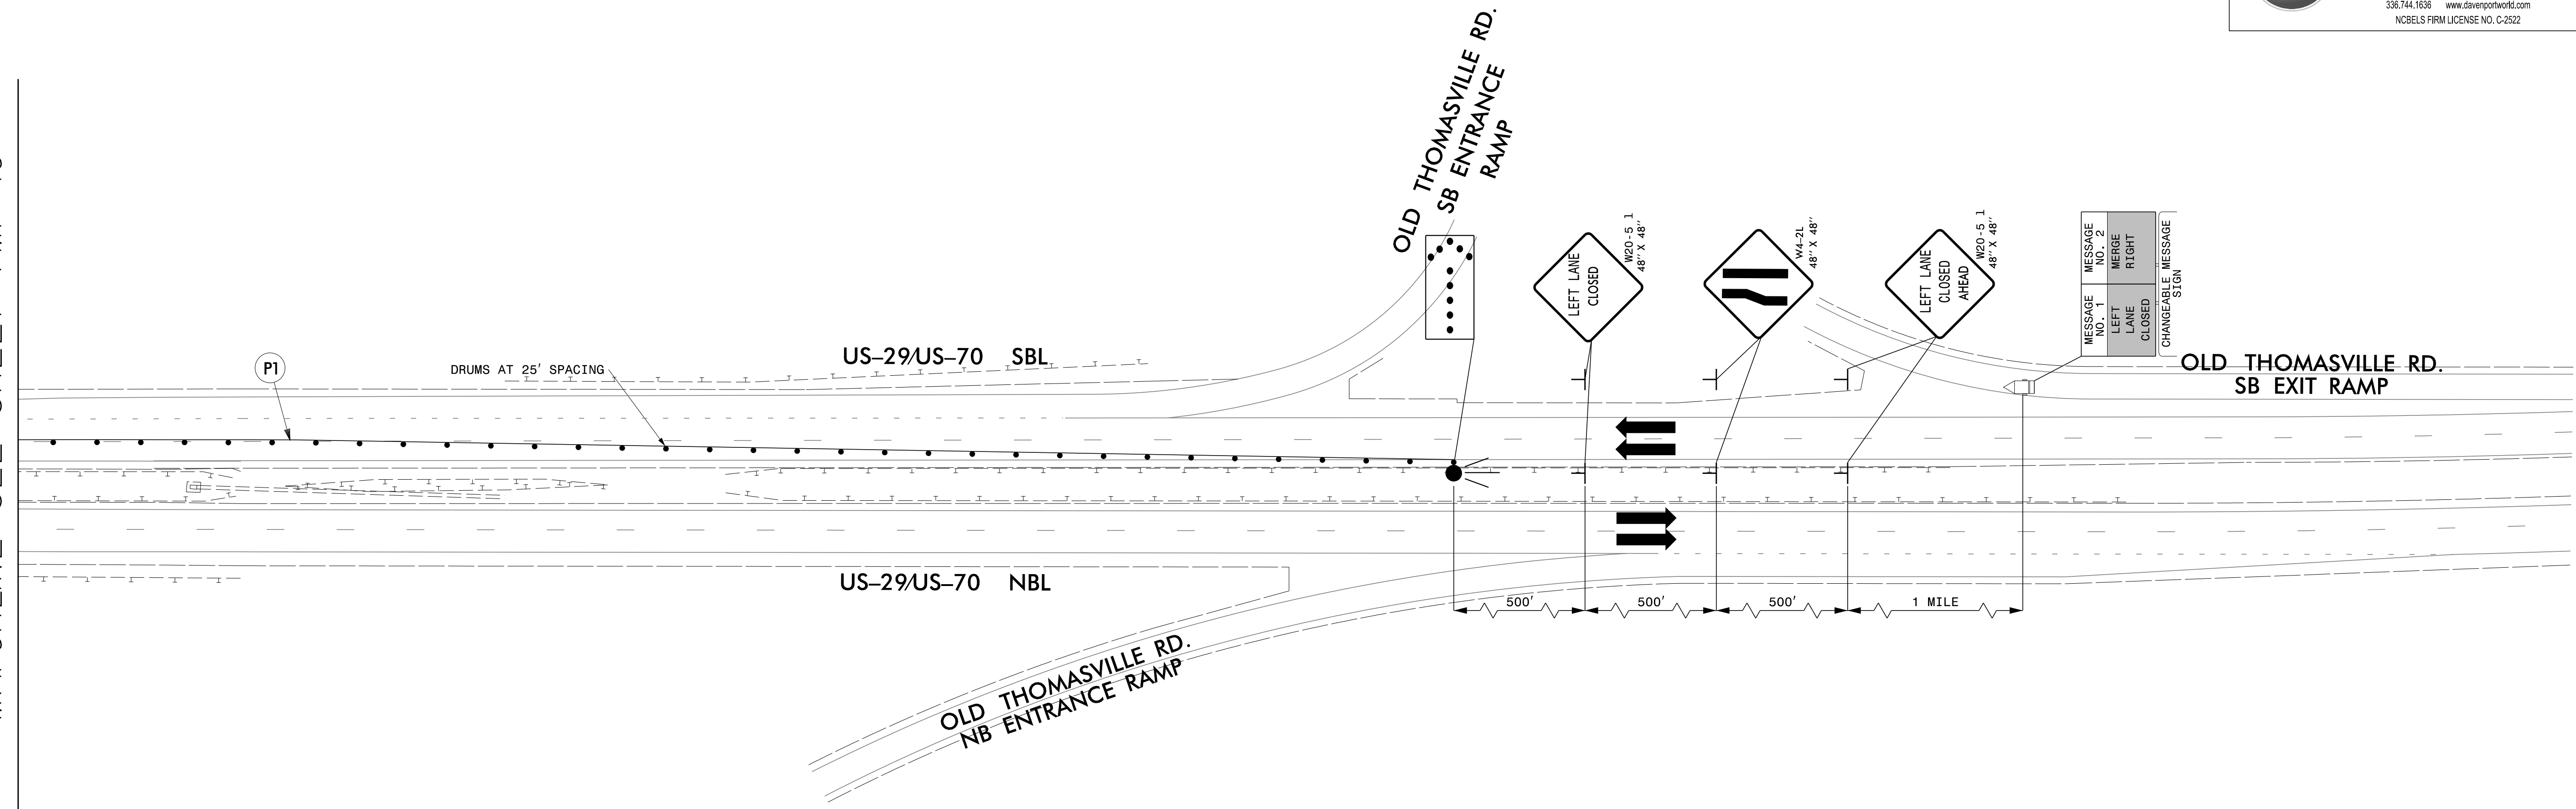 336.744.1636 www.davenportworld.com
NCBELS FIRM LICENSE NO. C-2522
OLD THOMASVILLE RD.
SB ENTRANCE
RAMP
LEFT LANE
CLOSED
W20-5 1
48" X 48"
W4-2L
48" X 48"
LEFT LANE
CLOSED
AHEAD
W20-5 1
48" X 48"
MESSAGE
NO. 1
LEFT
LANE
CLOSED
MESSAGE
NO. 2
MERGE
RIGHT
CHANGEABLE MESSAGE
SIGN
OLD THOMASVILLE RD.
SB EXIT RAMP
US-29/US-70 SBL
P1
DRUMS AT 25' SPACING
US-29/US-70 NBL
500'
500'
500'
1 MILE
OLD THOMASVILLE RD.
NB ENTRANCE RAMP